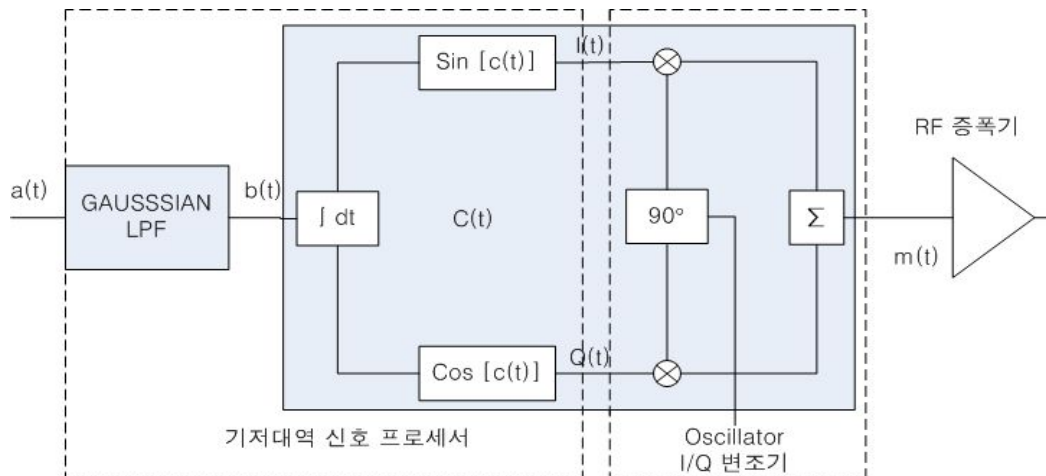 Sin [c(t)]
I(t)
RF 증폭기
a(t)
GAUSSSIAN
LPF
b(t)
∫ dt
C(t)
90°
Σ
m(t)
Cos [c(t)]
Q(t)
기저대역 신호 프로세서
Oscillator
I/Q 변조기